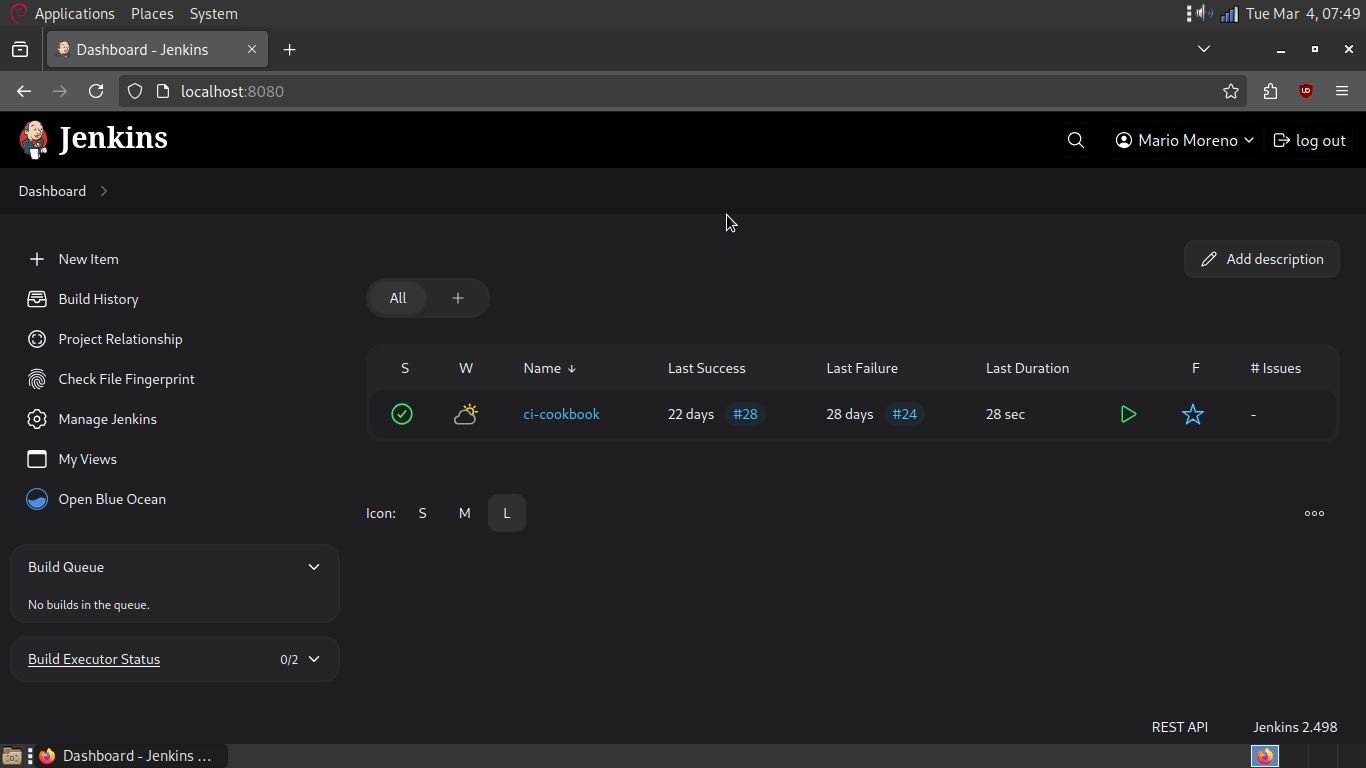 Applications Places System Tue Mar 4, 07:49
Dashboard - Jenkins
localhost:8080
Jenkins Mario Moreno log out
Dashboard
New Item
Add description
Build History
All
Project Relationship
Check File Fingerprint
Manage Jenkins
My Views
Open Blue Ocean
S W Name ↓ Last Success Last Failure Last Duration F # Issues
ci-cookbook 22 days #28 28 days #24 28 sec -
Icon: S M L
Build Queue
No builds in the queue.
Build Executor Status 0/2
REST API Jenkins 2.498
Dashboard - Jenkins ...